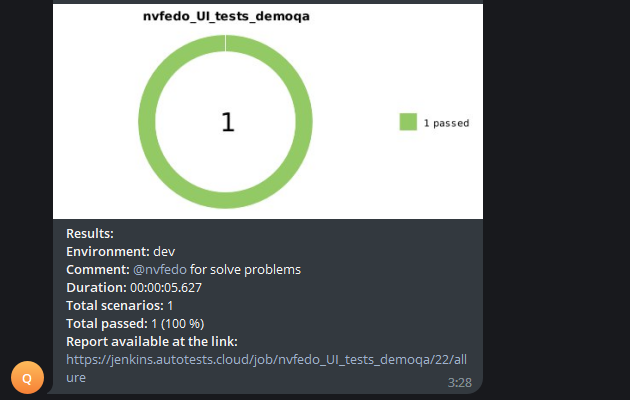 nvfedo_UI_tests_demoqa
1
1 passed
Results:
Environment: dev
Comment: @nvfedo for solve problems
Duration: 00:00:05.627
Total scenarios: 1
Total passed: 1 (100 %)
Report available at the link:
https://jenkins.autotests.cloud/job/nvfedo_UI_tests_demoqa/22/all
ure
3:28
Q